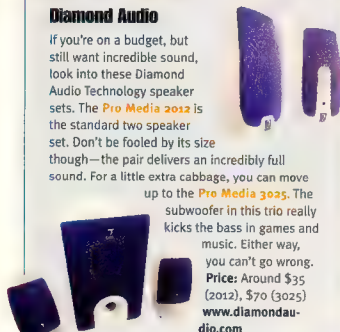 Diamond Audio
If you're on a budget, but
still want incredible sound,
look into these Diamond
Audio Technology speaker
sets. The Pro Media 2012 is
the standard two speaker
set. Don't be fooled by its size
though—the pair delivers an incredibly full
sound. For a little extra cabbage, you can move
up to the Pro Media 3025. The
subwoofer in this trio really
kicks the bass in games and
music. Either way,
you can't go wrong.
Price: Around $35
(2012), $70 (3025)
www.diamondau-
dio.com